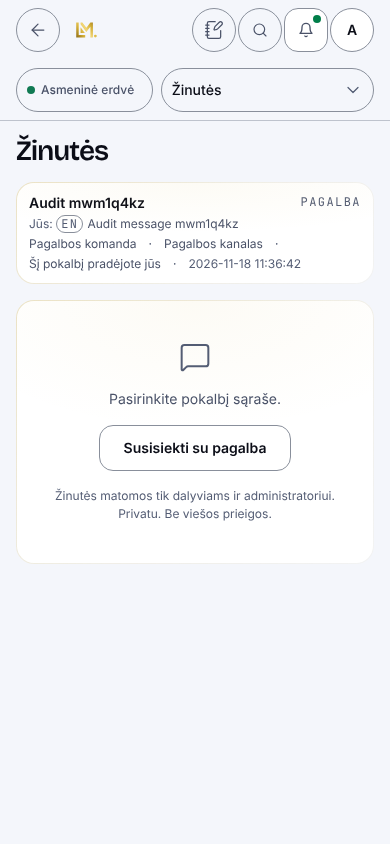 LM.
A
Asmeninė erdvė
Žinutės
Žinutės
Audit mwm1q4kz PAGALBA
Jūs: EN Audit message mwm1q4kz
Pagalbos komanda · Pagalbos kanalas ·
Šį pokalbį pradėjote jūs · 2026-11-18 11:36:42
Pasirinkite pokalbį sąraše.
Susisiekti su pagalba
Žinutės matomos tik dalyviams ir administratoriui.
Privatu. Be viešos prieigos.